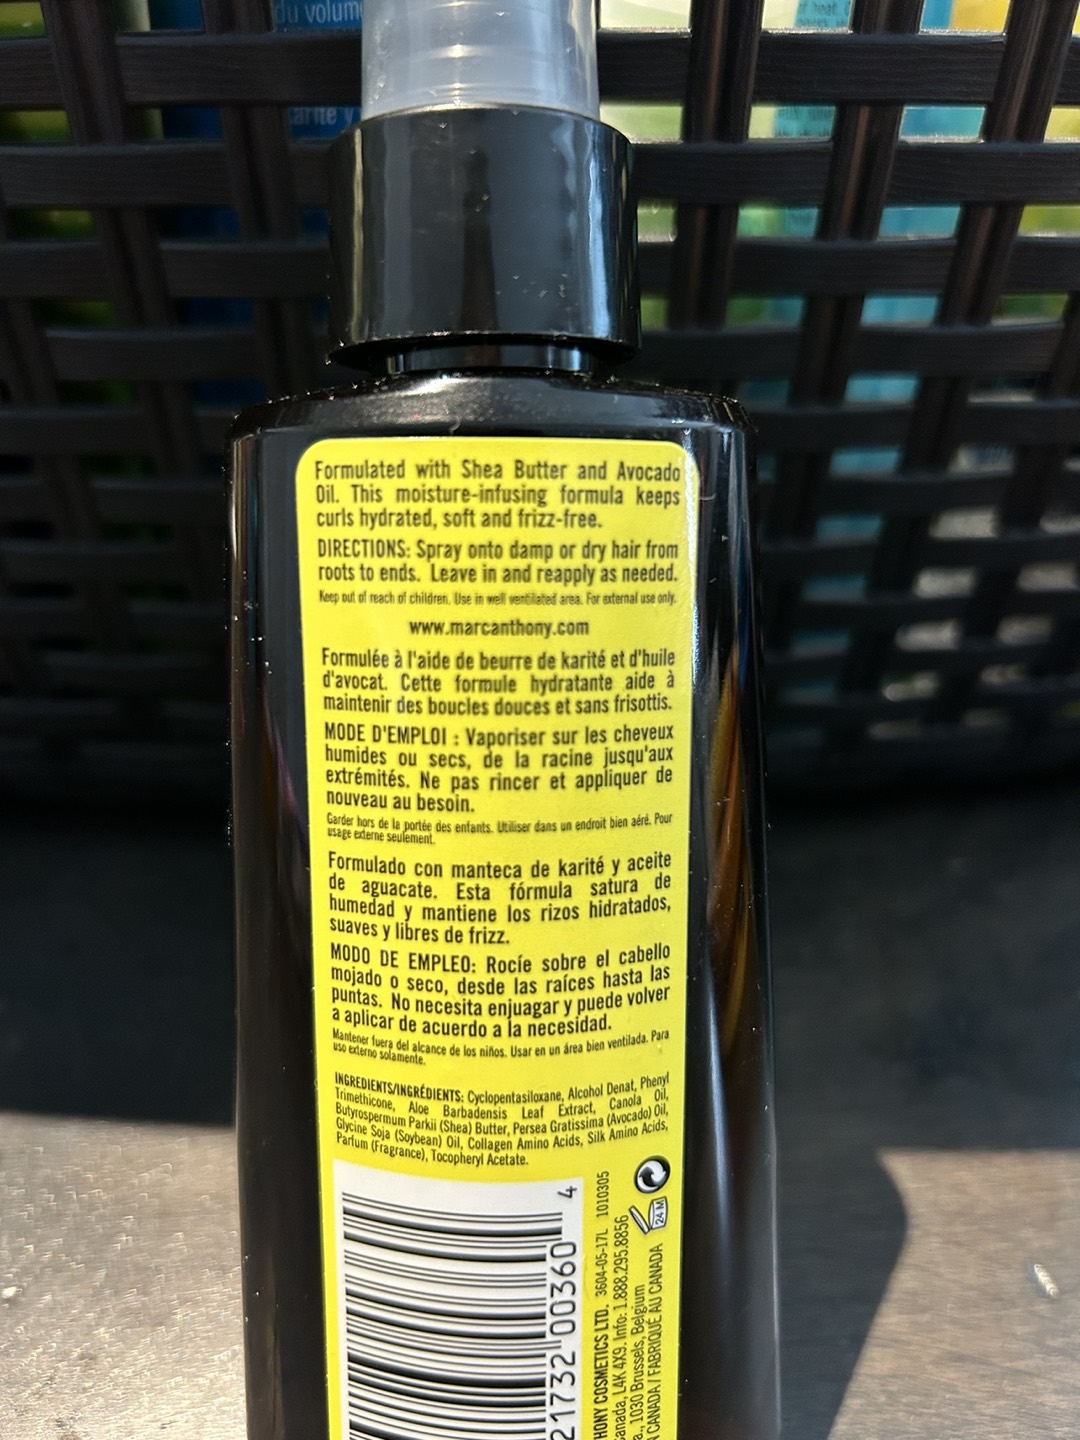 du volum
Formulated with Shea Butter and Avocado
Oil. This moisture-infusing formula keeps
curls hydrated, soft and frizz-free.
DIRECTIONS: Spray onto damp or dry hair from
roots to ends. Leave in and reapply as needed.
Keep out of reach of children. Use in well ventilated area. For external use only.
www.marcanthony.com
Formulée à l'aide de beurre de karité et d'huile
d'avocat. Cette formule hydratante aide à
maintenir des boucles douces et sans frisottis.
MODE D'EMPLOI : Vaporiser sur les cheveux
humides ou secs, de la racine jusqu'aux
extrémités. Ne pas rincer et appliquer de
nouveau au besoin.
Garder hors de la portée des enfants. Utiliser dans un endroit bien aéré. Pour
usage externe seulement.
Formulado con manteca de karité y aceite
de aguacate. Esta fórmula satura de
humedad y mantiene los rizos hidratados,
suaves y libres de frizz.
MODO DE EMPLEO: Rocíe sobre el cabello
mojado o seco, desde las raíces hasta las
puntas. No necesita enjuagar y puede volver
a aplicar de acuerdo a la necesidad.
Mantener fuera del alcance de los niños. Usar en un área bien ventilada. Para
uso externo solamente.
INGREDIENTS/INGRÉDIENTS: Cyclopentasiloxane, Alcohol Denat, Phenyl
Trimethicone, Aloe Barbadensis Leaf Extract, Canola Oil,
Butyrospermum Parkii (Shea) Butter, Persea Gratissima (Avocado) Oil,
Glycine Soja (Soybean) Oil, Collagen Amino Acids, Silk Amino Acids,
Parfum (Fragrance), Tocopheryl Acetate.
21732 00360 4
HONY COSMETICS LTD. 3604-05-17L 1010305
anada, L4K 4X9. Info: 1.888.295.8856
a., 1030 Brussels, Belgium
N CANADA / FABRIQUÉ AU CANADA
24 M